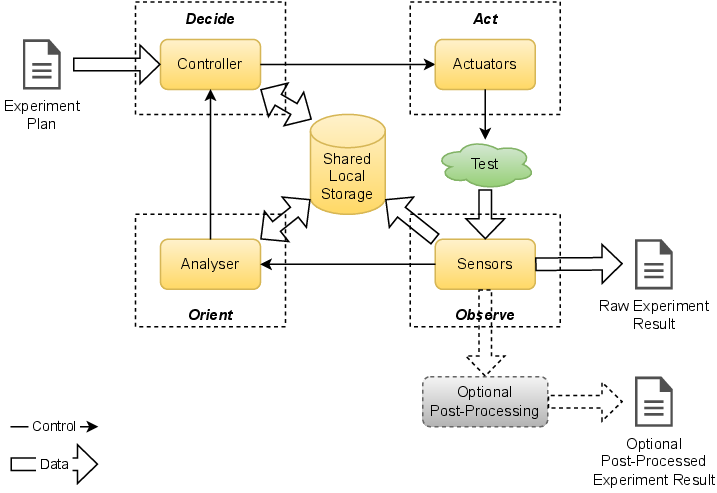 Decide
Act
Controller
Actuators
Experiment
Plan
Shared
Local
Storage
Test
Analyser
Sensors
Orient
Observe
Raw Experiment
Result
Optional
Post-Processing
Control
Data
Optional
Post-Processed
Experiment Result